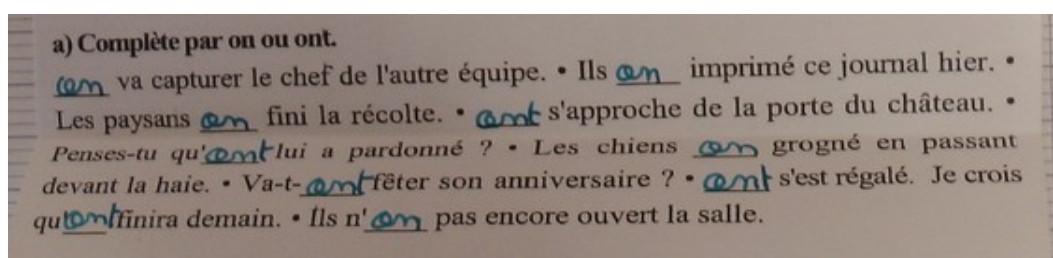 a) Complète par on ou ont.
on va capturer le chef de l'autre équipe. • Ils on imprimé ce journal hier. •
Les paysans on fini la récolte. • ont s'approche de la porte du château. •
Penses-tu qu'ont lui a pardonné ? • Les chiens on grogné en passant
devant la haie. • Va-t-ont fêter son anniversaire ? • ont s'est régalé. Je crois
qu'ont finira demain. • Ils n'on pas encore ouvert la salle.